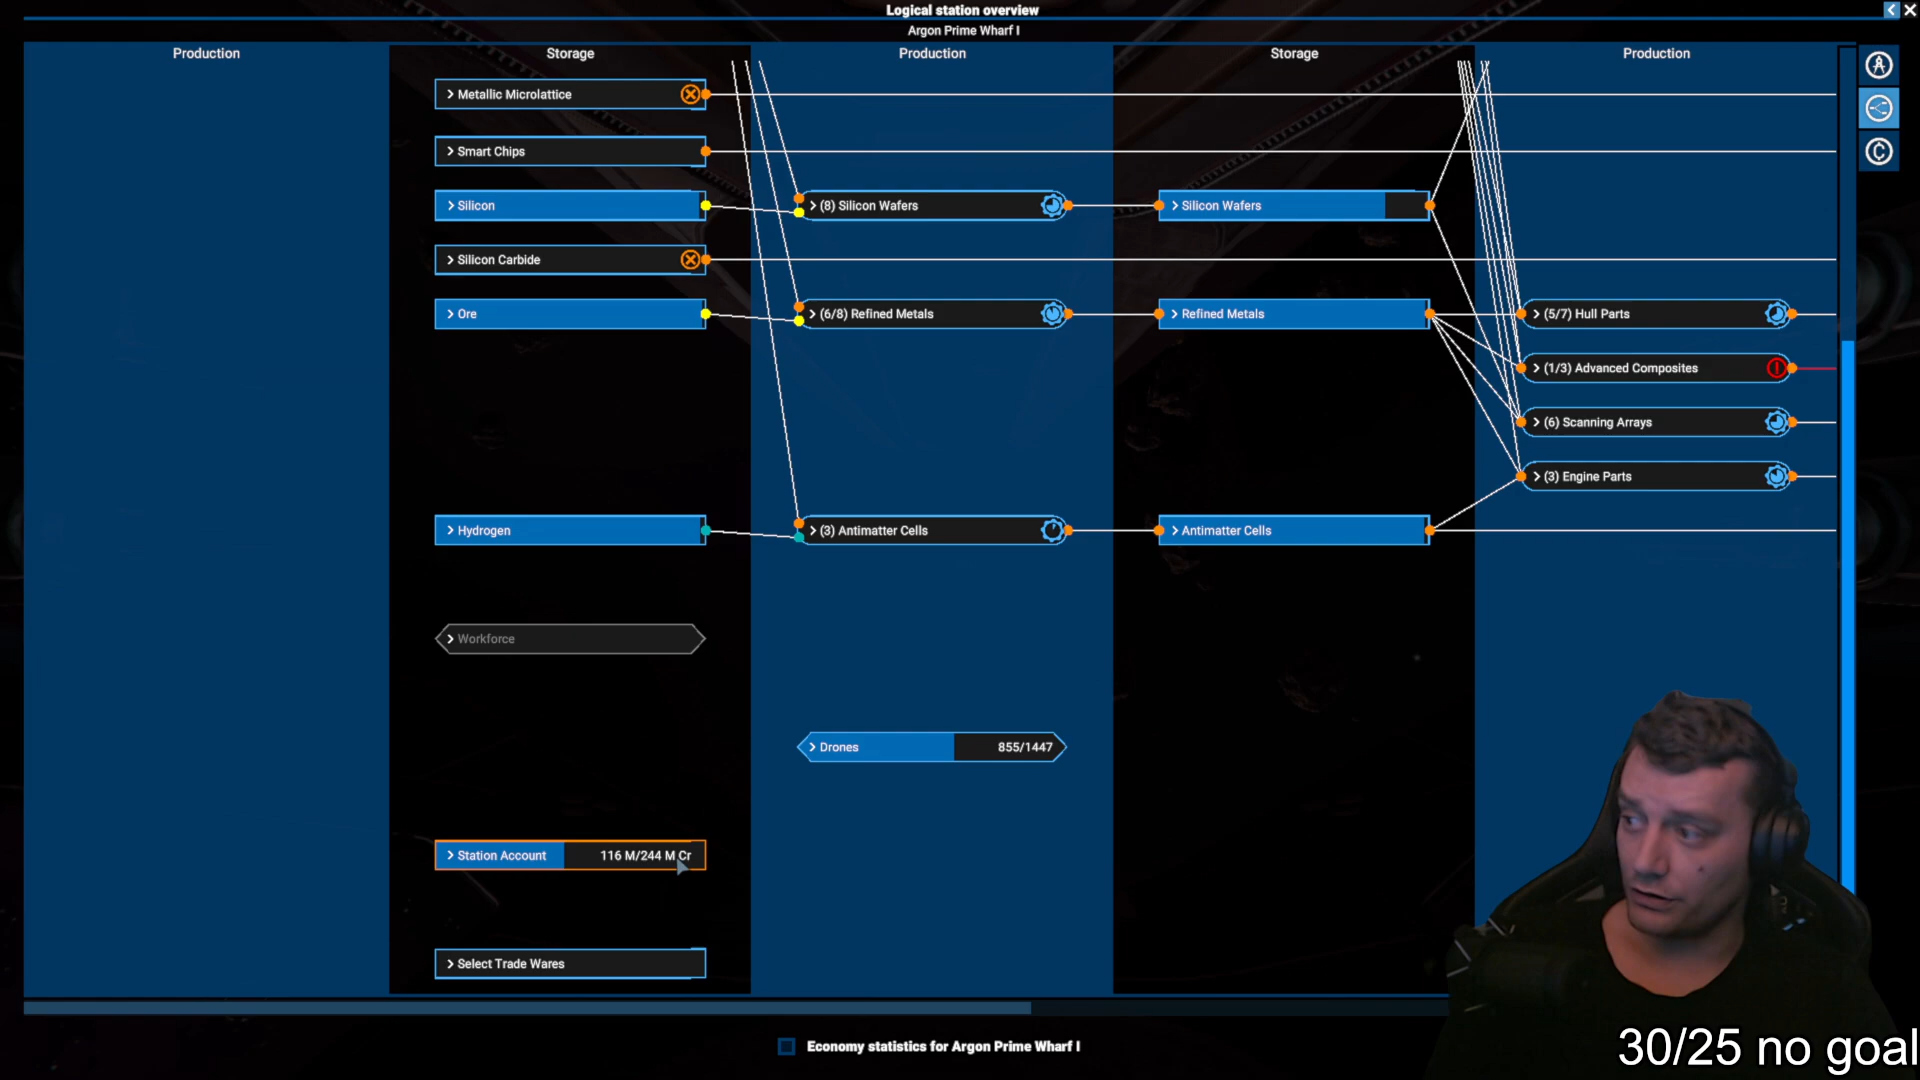 Logical station overview
Argon Prime Wharf I
Production
Storage
Production
Storage
Production
Metallic Microlattice
Smart Chips
Silicon
(8) Silicon Wafers
Silicon Wafers
Silicon Carbide
Ore
(6/8) Refined Metals
Refined Metals
(5/7) Hull Parts
(1/3) Advanced Composites
(6) Scanning Arrays
(3) Engine Parts
Hydrogen
(3) Antimatter Cells
Antimatter Cells
Workforce
Drones 855/1447
Station Account 116 M/244 M Cr
Select Trade Wares
Economy statistics for Argon Prime Wharf I
30/25 no goal